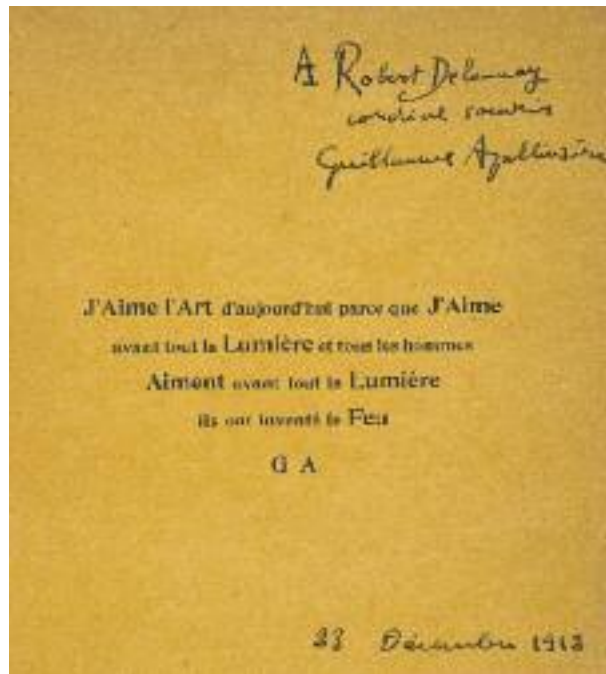 A Robert Delaunay
cordial souvenir
Guillaume Apollinaire
J'Aime l'Art d'aujourd'hui parce que J'Aime
avant tout la Lumière et tous les hommes
Aiment avant tout la Lumière
ils ont inventé le Feu
G A
Décembre 1913